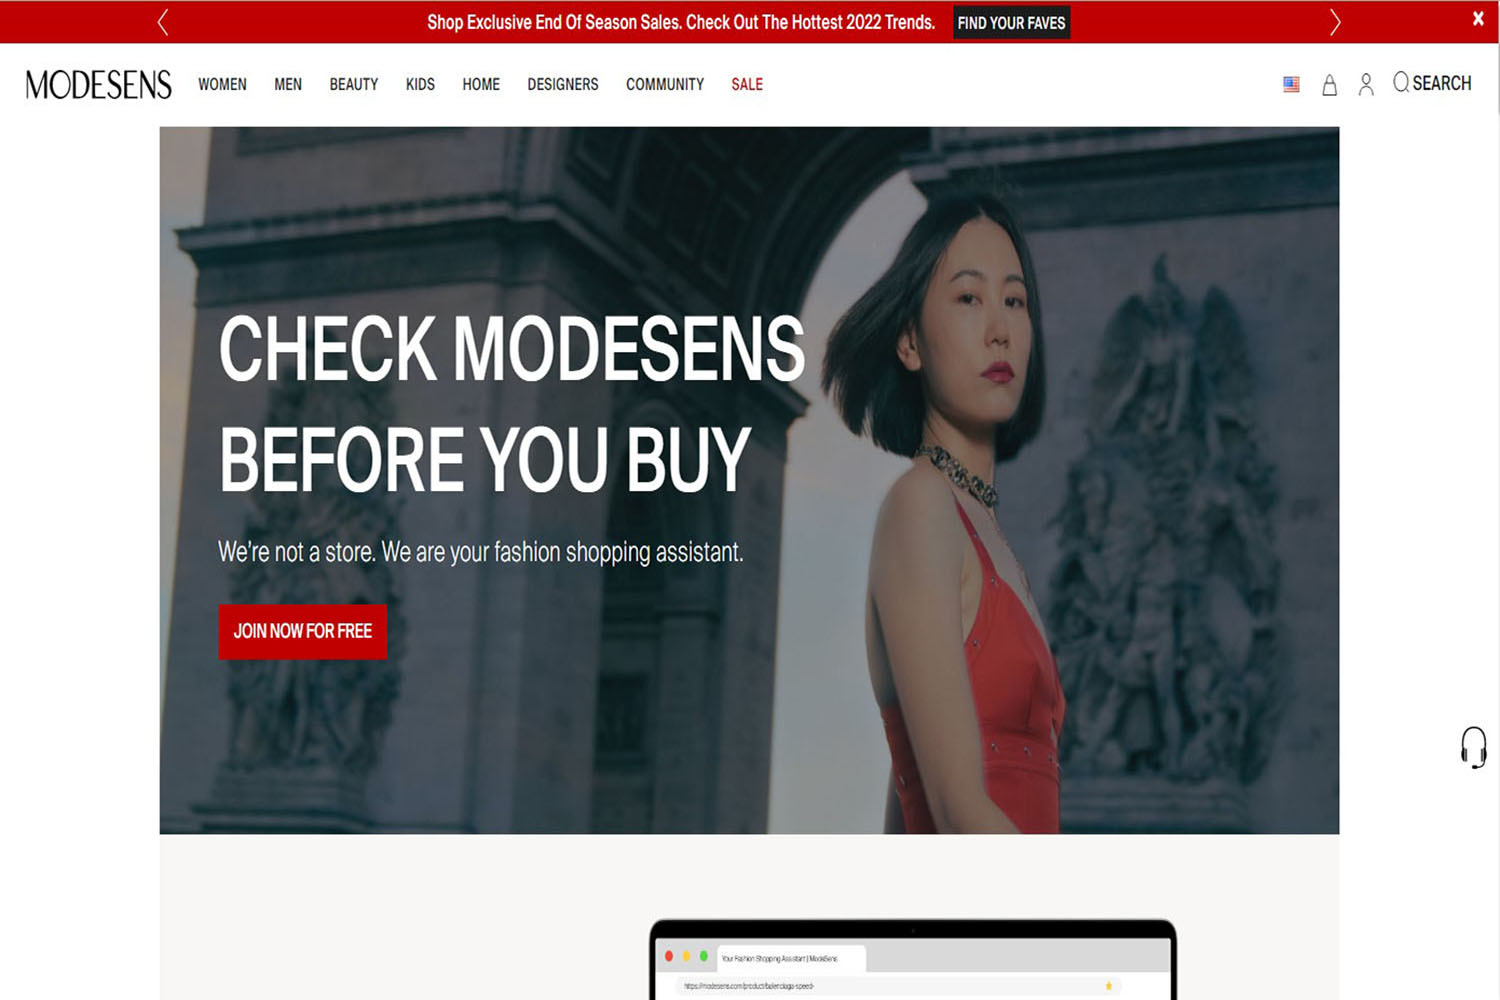 Shop Exclusive End Of Season Sales. Check Out The Hottest 2022 Trends. FIND YOUR FAVES
MODESENS WOMEN MEN BEAUTY KIDS HOME DESIGNERS COMMUNITY SALE SEARCH
CHECK MODESENS
BEFORE YOU BUY
We're not a store. We are your fashion shopping assistant.
JOIN NOW FOR FREE
Your Fashion Shopping Assistant | ModeSens
https://modesens.com/product/balenciaga-speed-